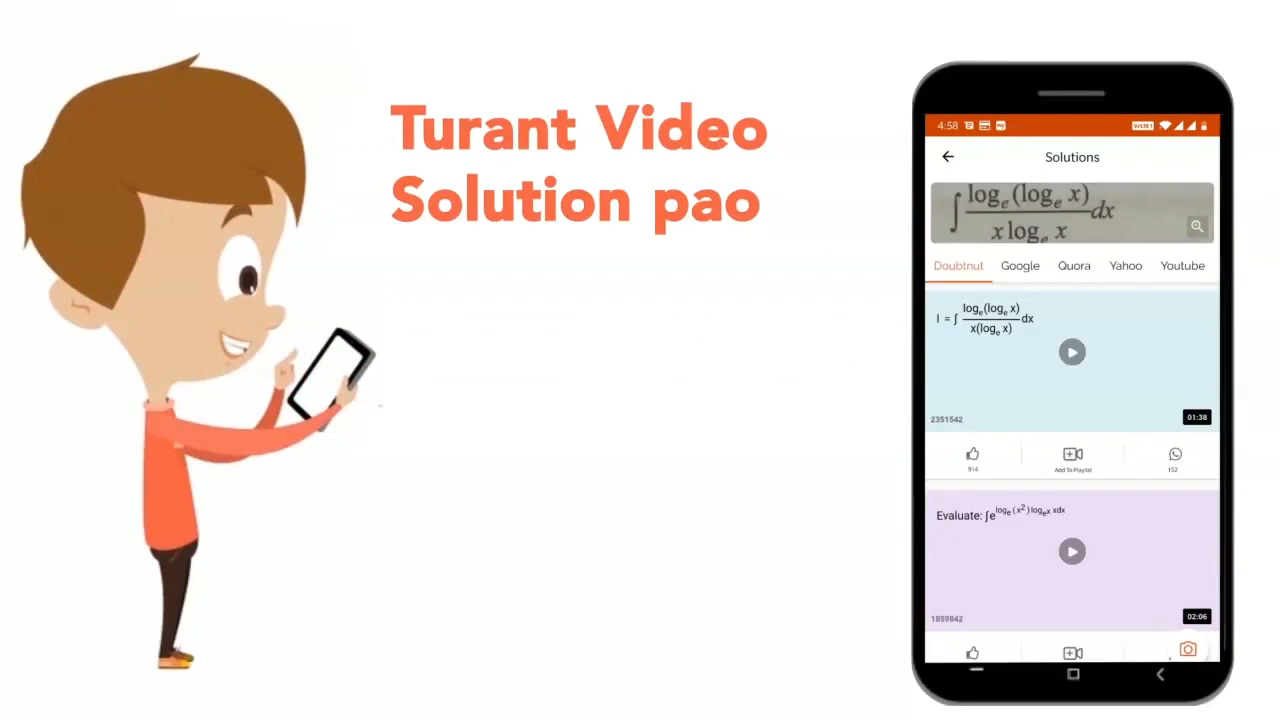 Turant Video
Solution pao
4:58
Solutions
∫ logₑ(logₑ x) / x logₑ x dx
Doubtnut Google Quora Yahoo Youtube
I = ∫ logₑ(logₑ x) / x(logₑ x) dx
2351542 01:38
914 Add To Playlist 152
Evaluate: ∫e^logₑ(x²)logₑx xdx
1859842 02:06